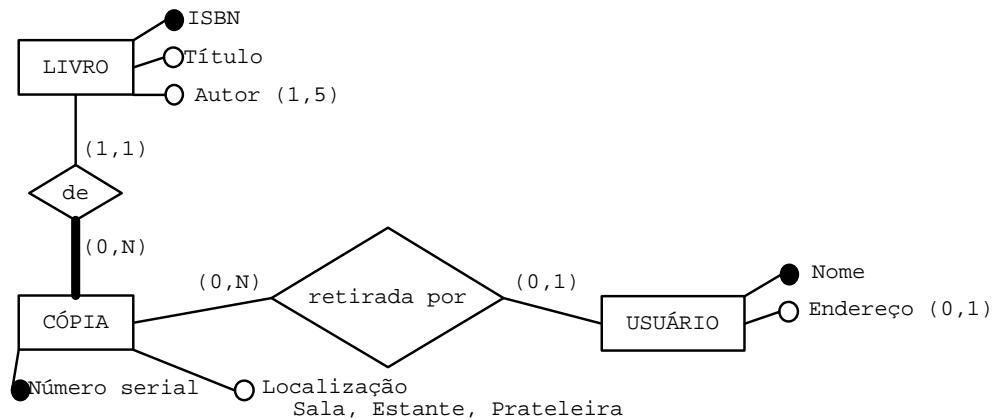 ISBN
LIVRO
Título
Autor (1,5)
(1,1)
de
(0,N)
(0,N)
retirada por
(0,1)
Nome
CÓPIA
USUÁRIO
Endereço (0,1)
Número serial
Localização
Sala, Estante, Prateleira